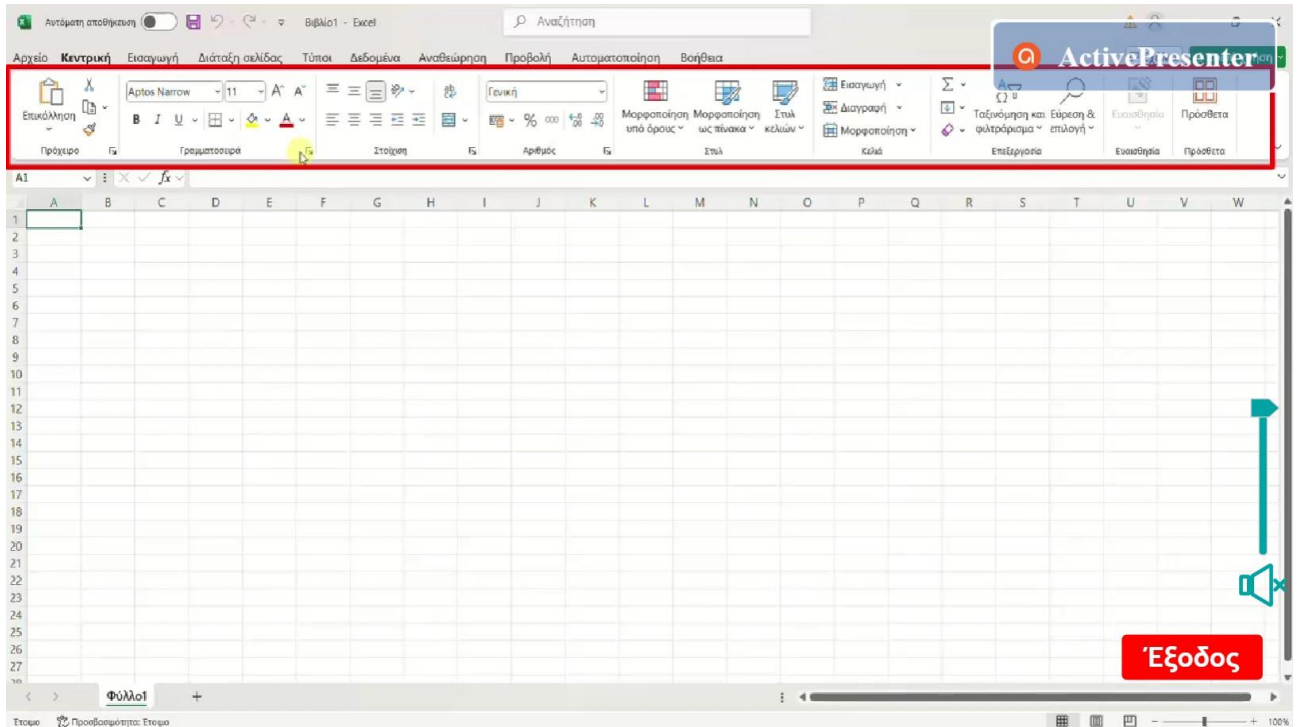 Αυτόματη αποθήκευση Βιβλίο1 - Excel Αναζήτηση
Αρχείο Κεντρική Εισαγωγή Διάταξη σελίδας Τύποι Δεδομένα Αναθεώρηση Προβολή Αυτοματοποίηση Βοήθεια
ActivePresenter
Επικόλληση
Aptos Narrow 11
B I U
Γενική
% 000
Μορφοποίηση υπό όρους
Μορφοποίηση ως πίνακα
Στυλ κελιών
Εισαγωγή
Διαγραφή
Μορφοποίηση
Ταξινόμηση και φιλτράρισμα
Εύρεση & επιλογή
Ευαισθησία
Πρόσθετα
Πρόχειρο Γραμματοσειρά Στοίχιση Αριθμός Στυλ Κελιά Επεξεργασία Ευαισθησία Πρόσθετα
A1 fx
A B C D E F G H I J K L M N O P Q R S T U V W
1
2
3
4
5
6
7
8
9
10
11
12
13
14
15
16
17
18
19
20
21
22
23
24
25
26
27
Έξοδος
Φύλλο1
Έτοιμο Προσβασιμότητα: Έτοιμο 100%